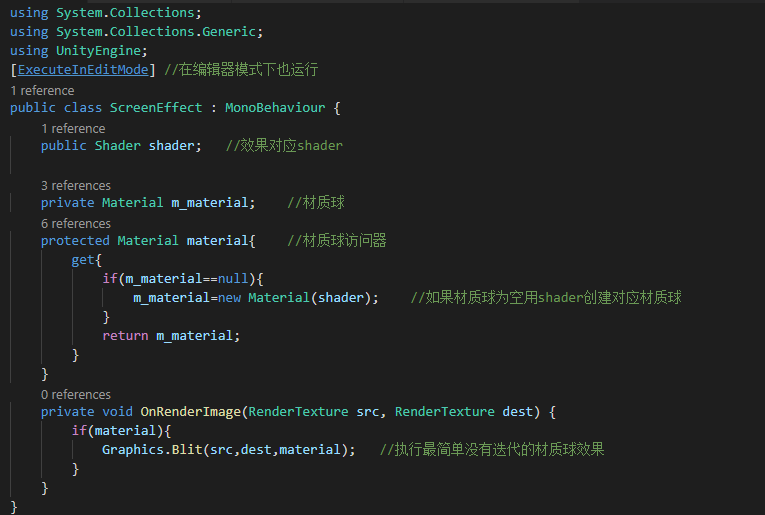 using System.Collections;
using System.Collections.Generic;
using UnityEngine;
[ExecuteInEditMode] //在编辑器模式下也运行
1 reference
public class ScreenEffect : MonoBehaviour {
1 reference
public Shader shader;   //效果对应shader
3 references
private Material m_material;    //材质球
6 references
protected Material material{    //材质球访问器
get{
if(m_material==null){
m_material=new Material(shader);    //如果材质球为空用shader创建对应材质球
}
return m_material;
}
}
0 references
private void OnRenderImage(RenderTexture src, RenderTexture dest) {
if(material){
Graphics.Blit(src,dest,material);   //执行最简单没有迭代的材质球效果
}
}
}